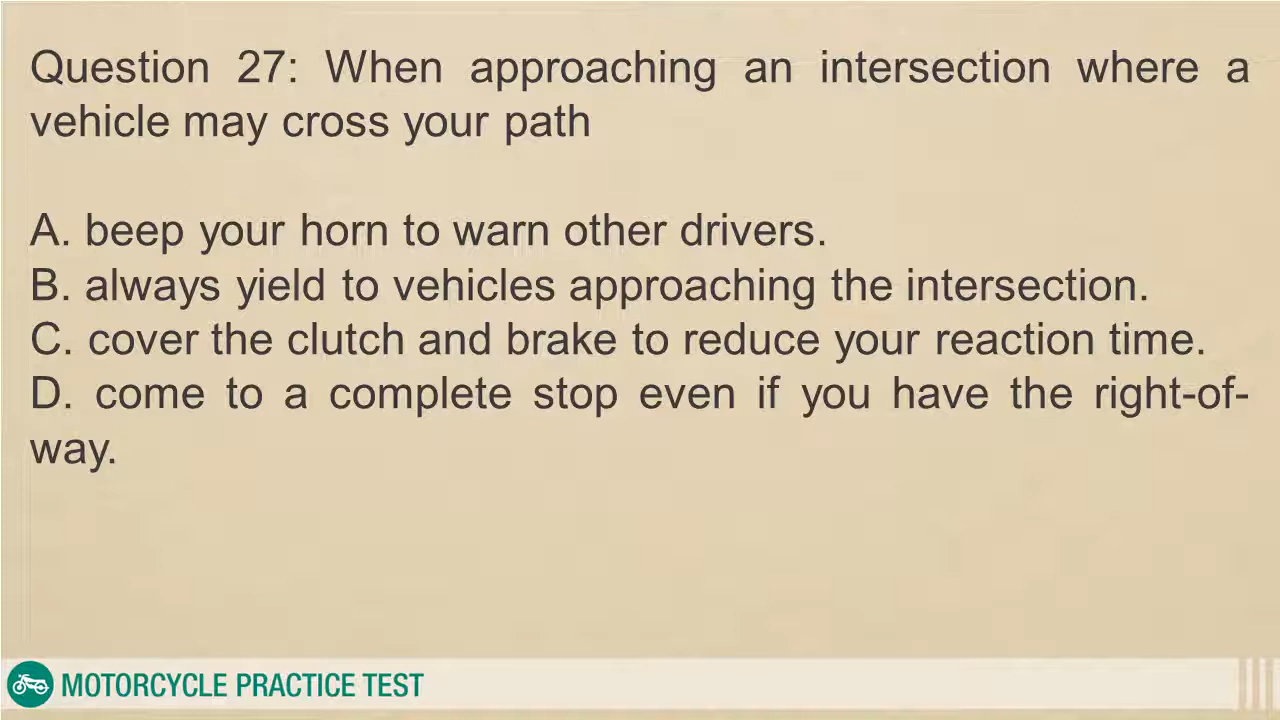 Question 27: When approaching an intersection where a
vehicle may cross your path
A. beep your horn to warn other drivers.
B. always yield to vehicles approaching the intersection.
C. cover the clutch and brake to reduce your reaction time.
D. come to a complete stop even if you have the right-of-
way.
MOTORCYCLE PRACTICE TEST